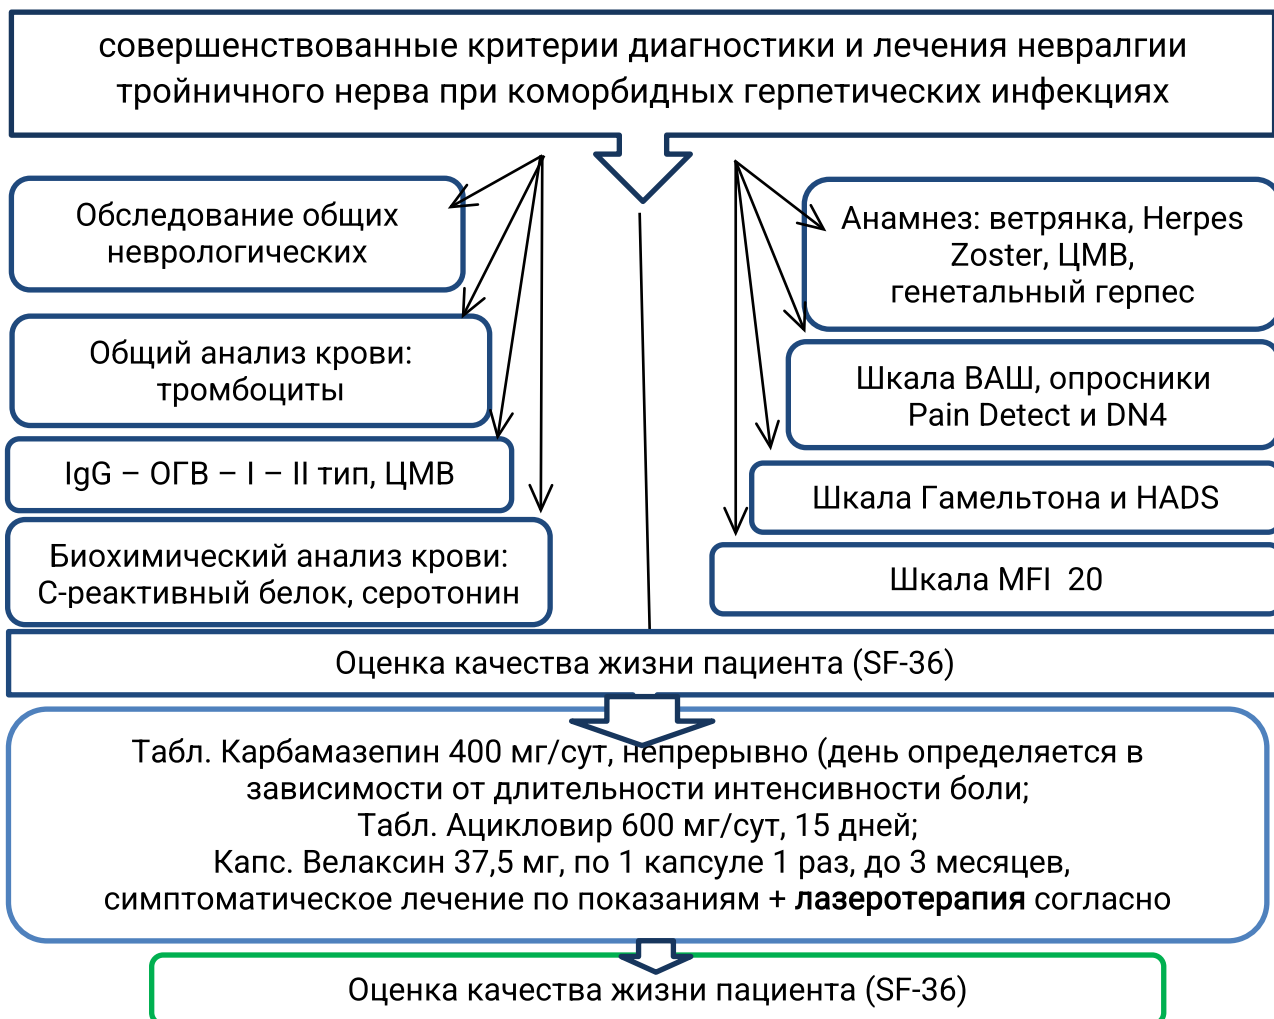 совершенствованные критерии диагностики и лечения невралгии
тройничного нерва при коморбидных герпетических инфекциях
Обследование общих
неврологических
Общий анализ крови:
тромбоциты
IgG – ОГВ – I – II тип, ЦМВ
Биохимический анализ крови:
С-реактивный белок, серотонин
Анамнез: ветрянка, Herpes
Zoster, ЦМВ,
генетальный герпес
Шкала ВАШ, опросники
Pain Detect и DN4
Шкала Гамельтона и HADS
Шкала MFI 20
Оценка качества жизни пациента (SF-36)
Табл. Карбамазепин 400 мг/сут, непрерывно (день определяется в
зависимости от длительности интенсивности боли;
Табл. Ацикловир 600 мг/сут, 15 дней;
Капс. Велаксин 37,5 мг, по 1 капсуле 1 раз, до 3 месяцев,
симптоматическое лечение по показаниям + лазеротерапия согласно
Оценка качества жизни пациента (SF-36)